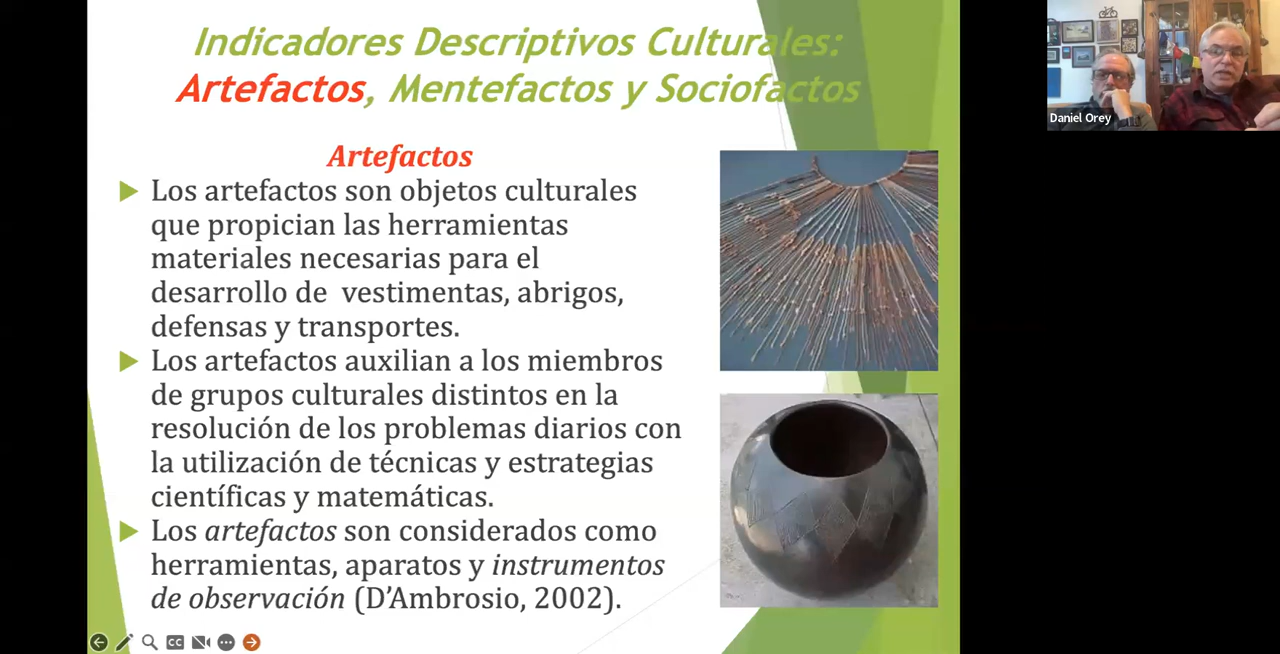 Indicadores Descriptivos Culturales:
Artefactos, Mentefactos y Sociofactos
Artefactos
Los artefactos son objetos culturales
que propician las herramientas
materiales necesarias para el
desarrollo de vestimentas, abrigos,
defensas y transportes.
Los artefactos auxilian a los miembros
de grupos culturales distintos en la
resolución de los problemas diarios con
la utilización de técnicas y estrategias
científicas y matemáticas.
Los artefactos son considerados como
herramientas, aparatos y instrumentos
de observación (D’Ambrosio, 2002).
CC
Daniel Orey